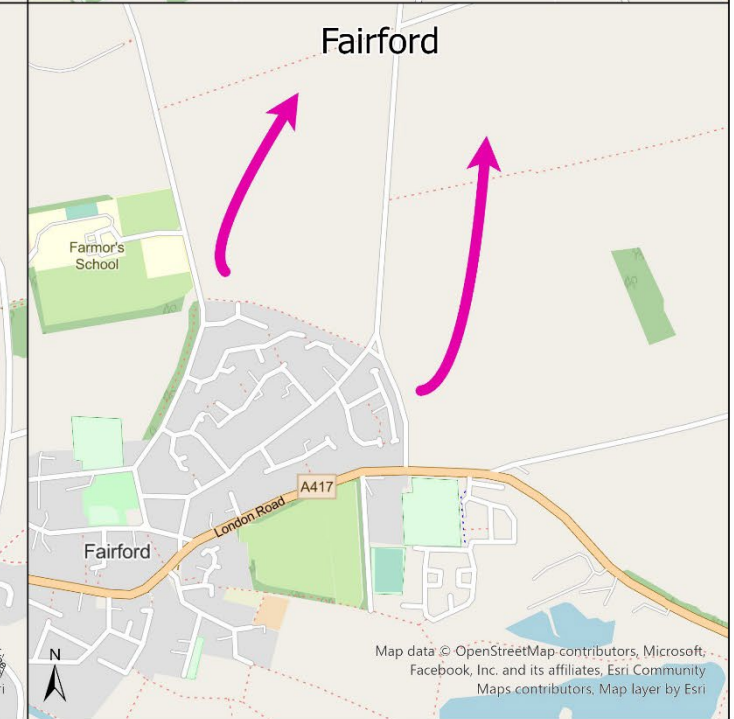 Fairford
Farmor's
School
A417
London Road
Fairford
N
Map data © OpenStreetMap contributors, Microsoft,
Facebook, Inc. and its affiliates, Esri Community
Maps contributors, Map layer by Esri